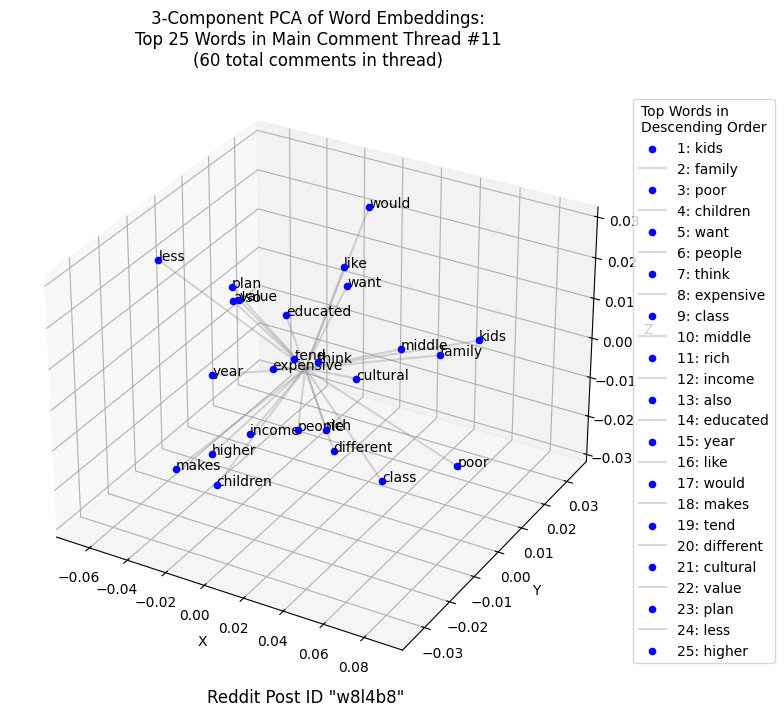 3-Component PCA of Word Embeddings:
Top 25 Words in Main Comment Thread #11
(60 total comments in thread)
Top Words in
Descending Order
1: kids
2: family
3: poor
4: children
5: want
6: people
7: think
8: expensive
9: class
10: middle
11: rich
12: income
13: also
14: educated
15: year
16: like
17: would
18: makes
19: tend
20: different
21: cultural
22: value
23: plan
24: less
25: higher
would
less
like
plan
want
also
value
educated
kids
middle
family
tend
think
expensive
year
cultural
income
people
rich
different
higher
makes
poor
children
class
0.03
0.02
0.01
0.00
−0.01
−0.02
−0.03
Z
0.03
0.02
0.01
0.00
−0.01
−0.02
−0.03
Y
−0.06
−0.04
−0.02
0.00
0.02
0.04
0.06
0.08
X
Reddit Post ID "w8l4b8"